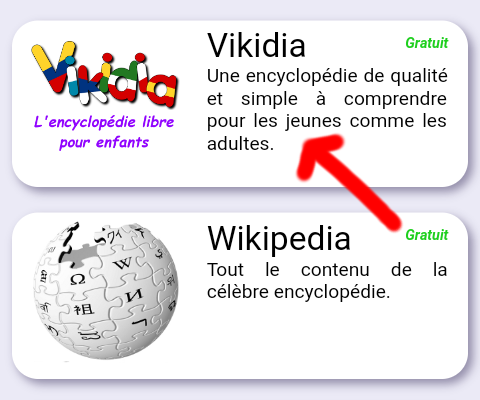 Vikidia
Gratuit
Une encyclopédie de qualité
et simple à comprendre
pour les jeunes comme les
adultes.
Vikidia
L'encyclopédie libre
pour enfants
Wikipedia
Gratuit
Tout le contenu de la
célèbre encyclopédie.
Ω
W
И
祖